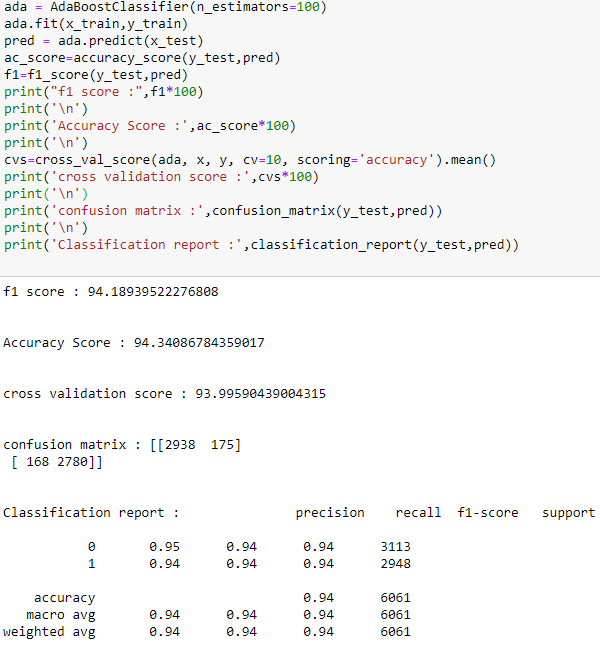 ada = AdaBoostClassifier(n_estimators=100)
ada.fit(x_train,y_train)
pred = ada.predict(x_test)
ac_score=accuracy_score(y_test,pred)
f1=f1_score(y_test,pred)
print("f1 score :",f1*100)
print('\n')
print('Accuracy Score :',ac_score*100)
print('\n')
cvs=cross_val_score(ada, x, y, cv=10, scoring='accuracy').mean()
print('cross validation score :',cvs*100)
print('\n')
print('confusion matrix :',confusion_matrix(y_test,pred))
print('\n')
print('Classification report :',classification_report(y_test,pred))
f1 score : 94.18939522276808
Accuracy Score : 94.34086784359017
cross validation score : 93.99590439004315
confusion matrix : [[2938  175]
 [ 168 2780]]
Classification report :               precision    recall  f1-score   support
           0       0.95      0.94      0.94      3113
           1       0.94      0.94      0.94      2948
    accuracy                           0.94      6061
   macro avg       0.94      0.94      0.94      6061
weighted avg       0.94      0.94      0.94      6061